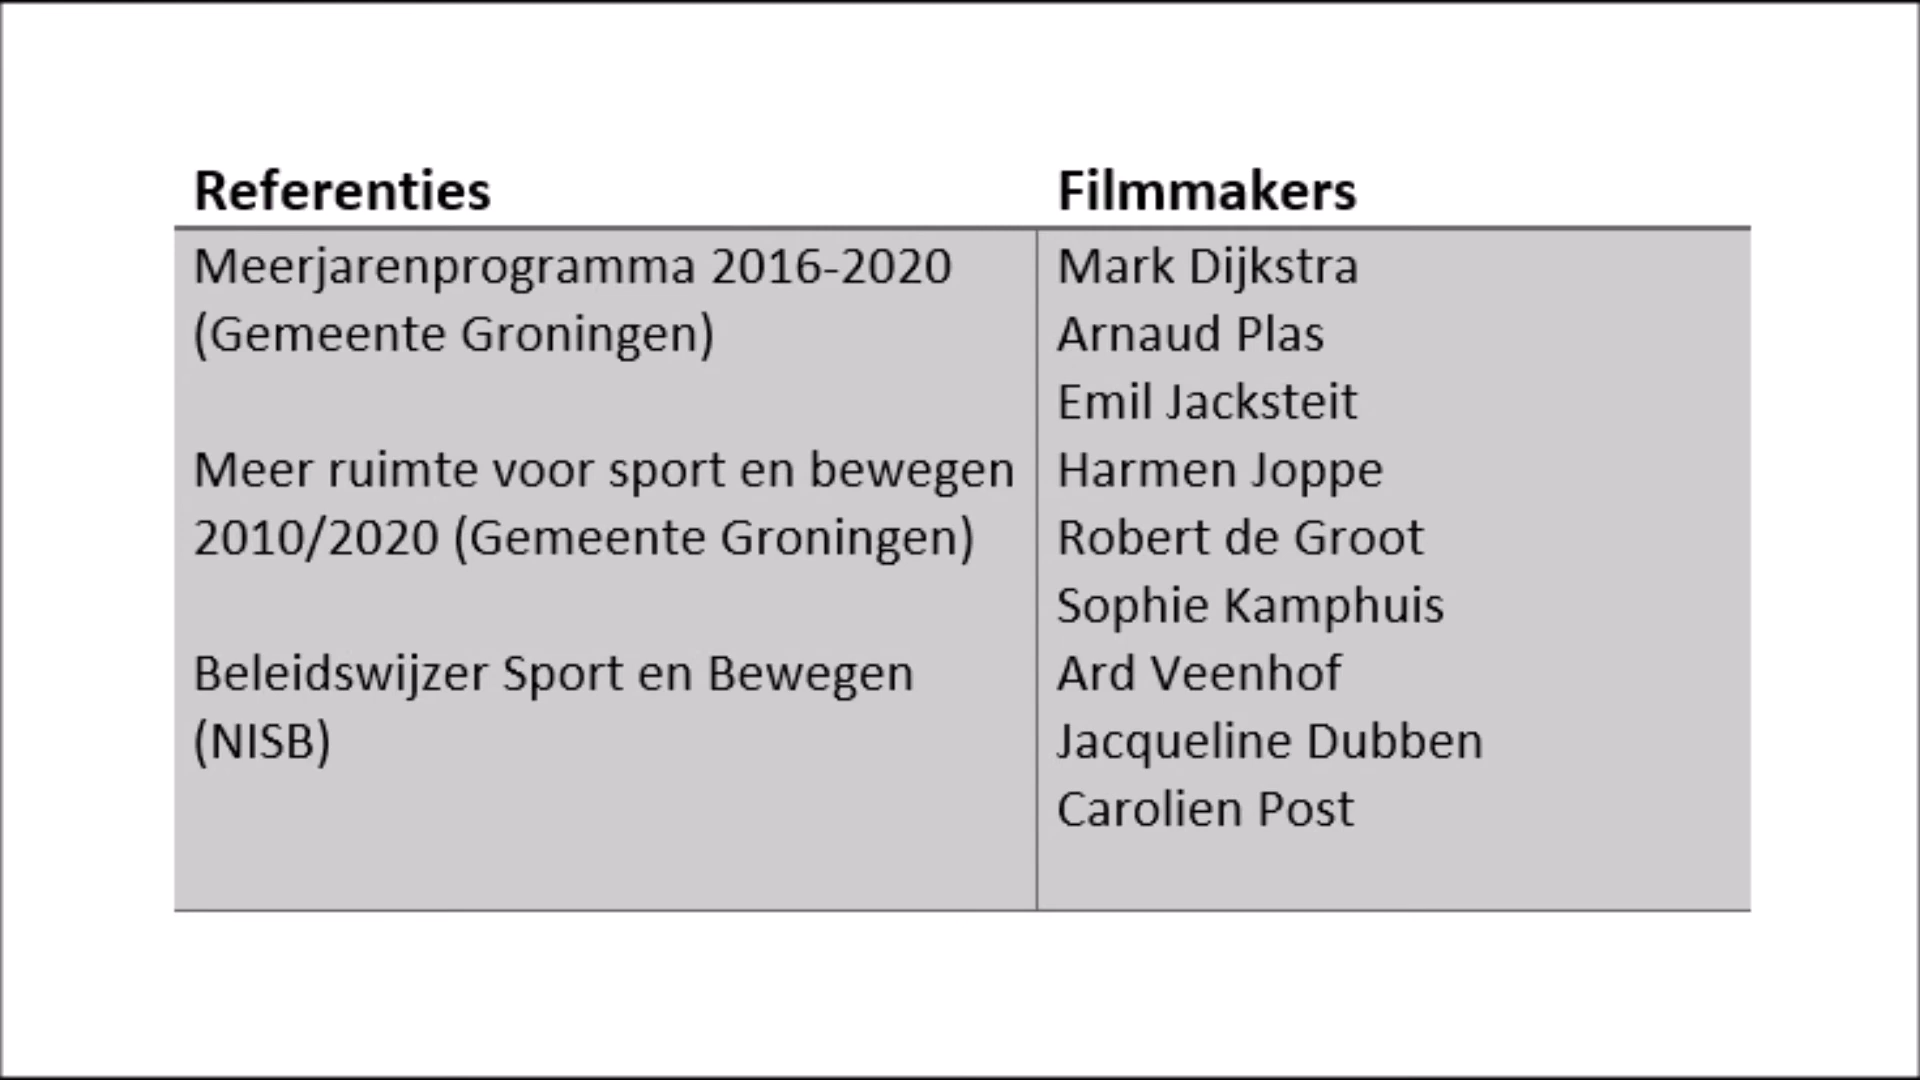 Referenties
Meerjarenprogramma 2016-2020
(Gemeente Groningen)
Meer ruimte voor sport en bewegen
2010/2020 (Gemeente Groningen)
Beleidswijzer Sport en Bewegen
(NISB)
Filmmakers
Mark Dijkstra
Arnaud Plas
Emil Jacksteit
Harmen Joppe
Robert de Groot
Sophie Kamphuis
Ard Veenhof
Jacqueline Dubben
Carolien Post